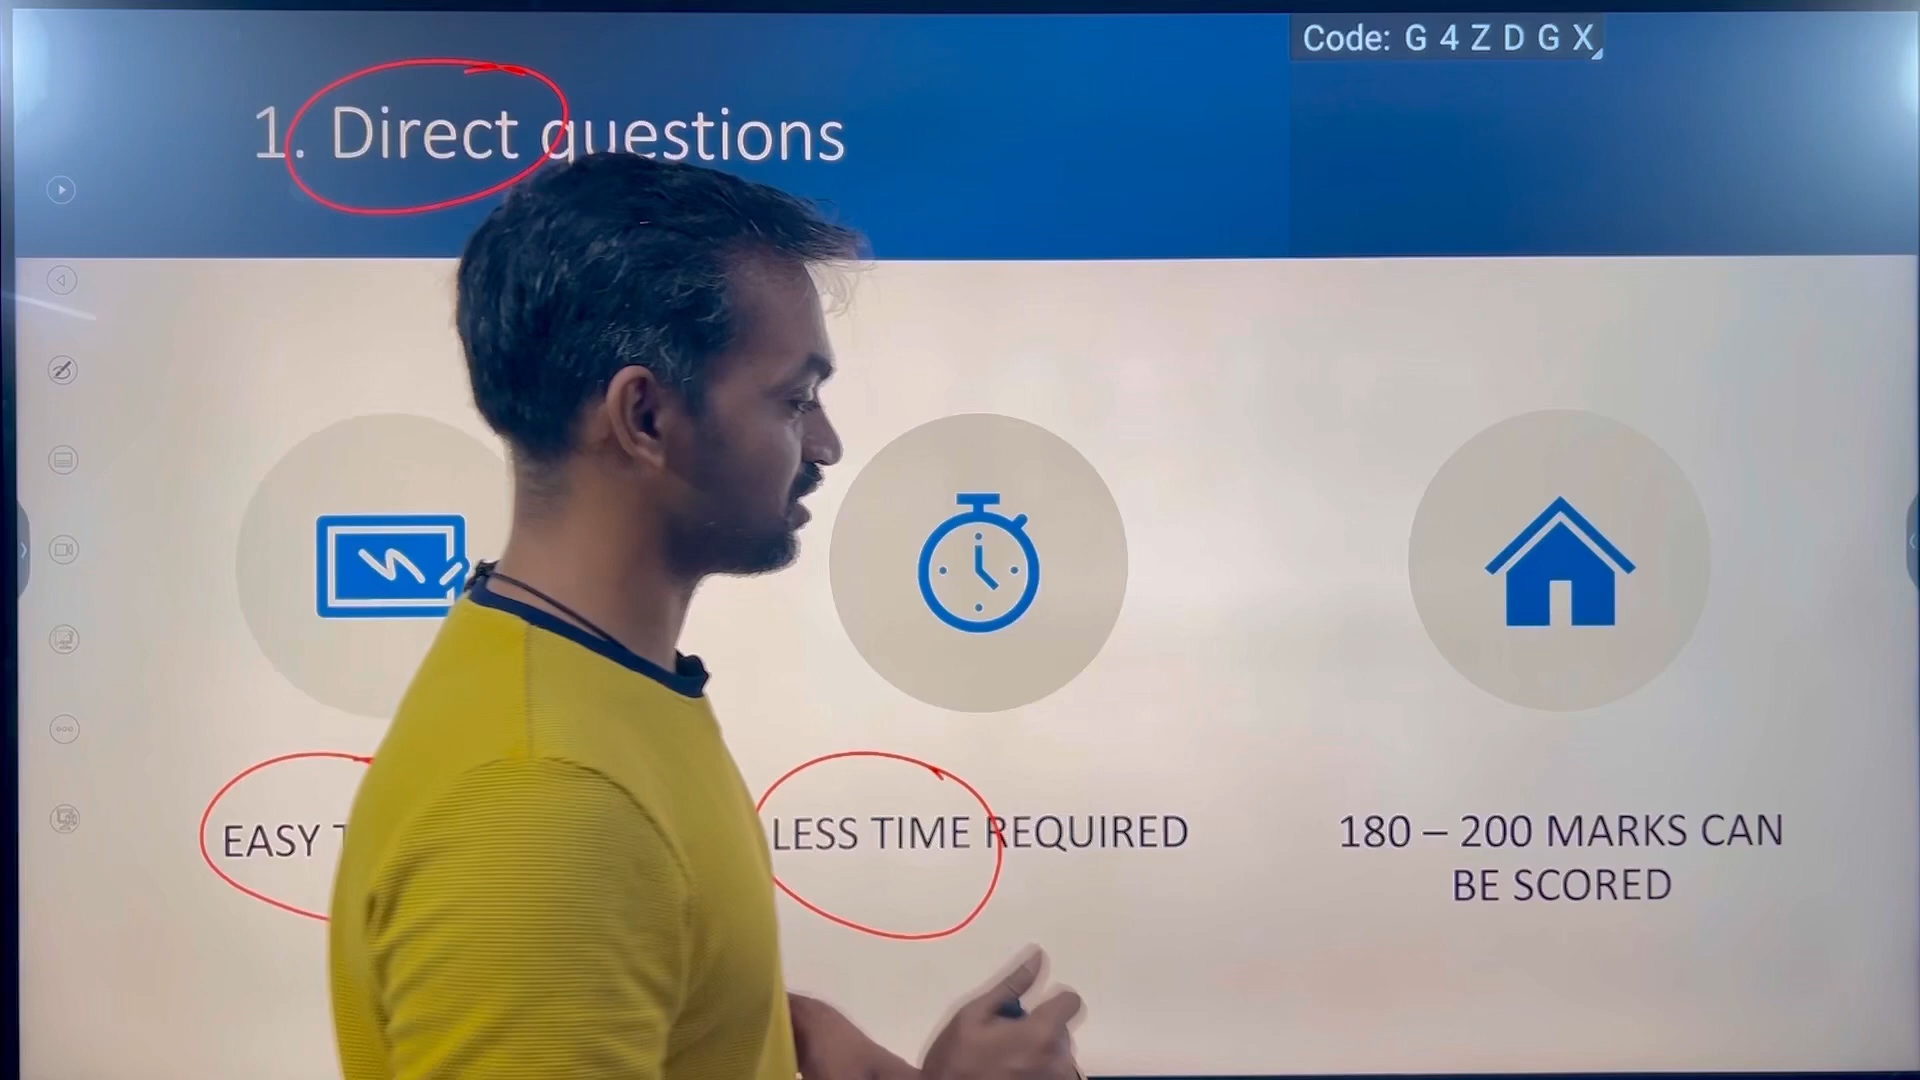 Code: G 4 Z D G X
1. Direct questions
EASY
LESS TIME REQUIRED
180 – 200 MARKS CAN
BE SCORED